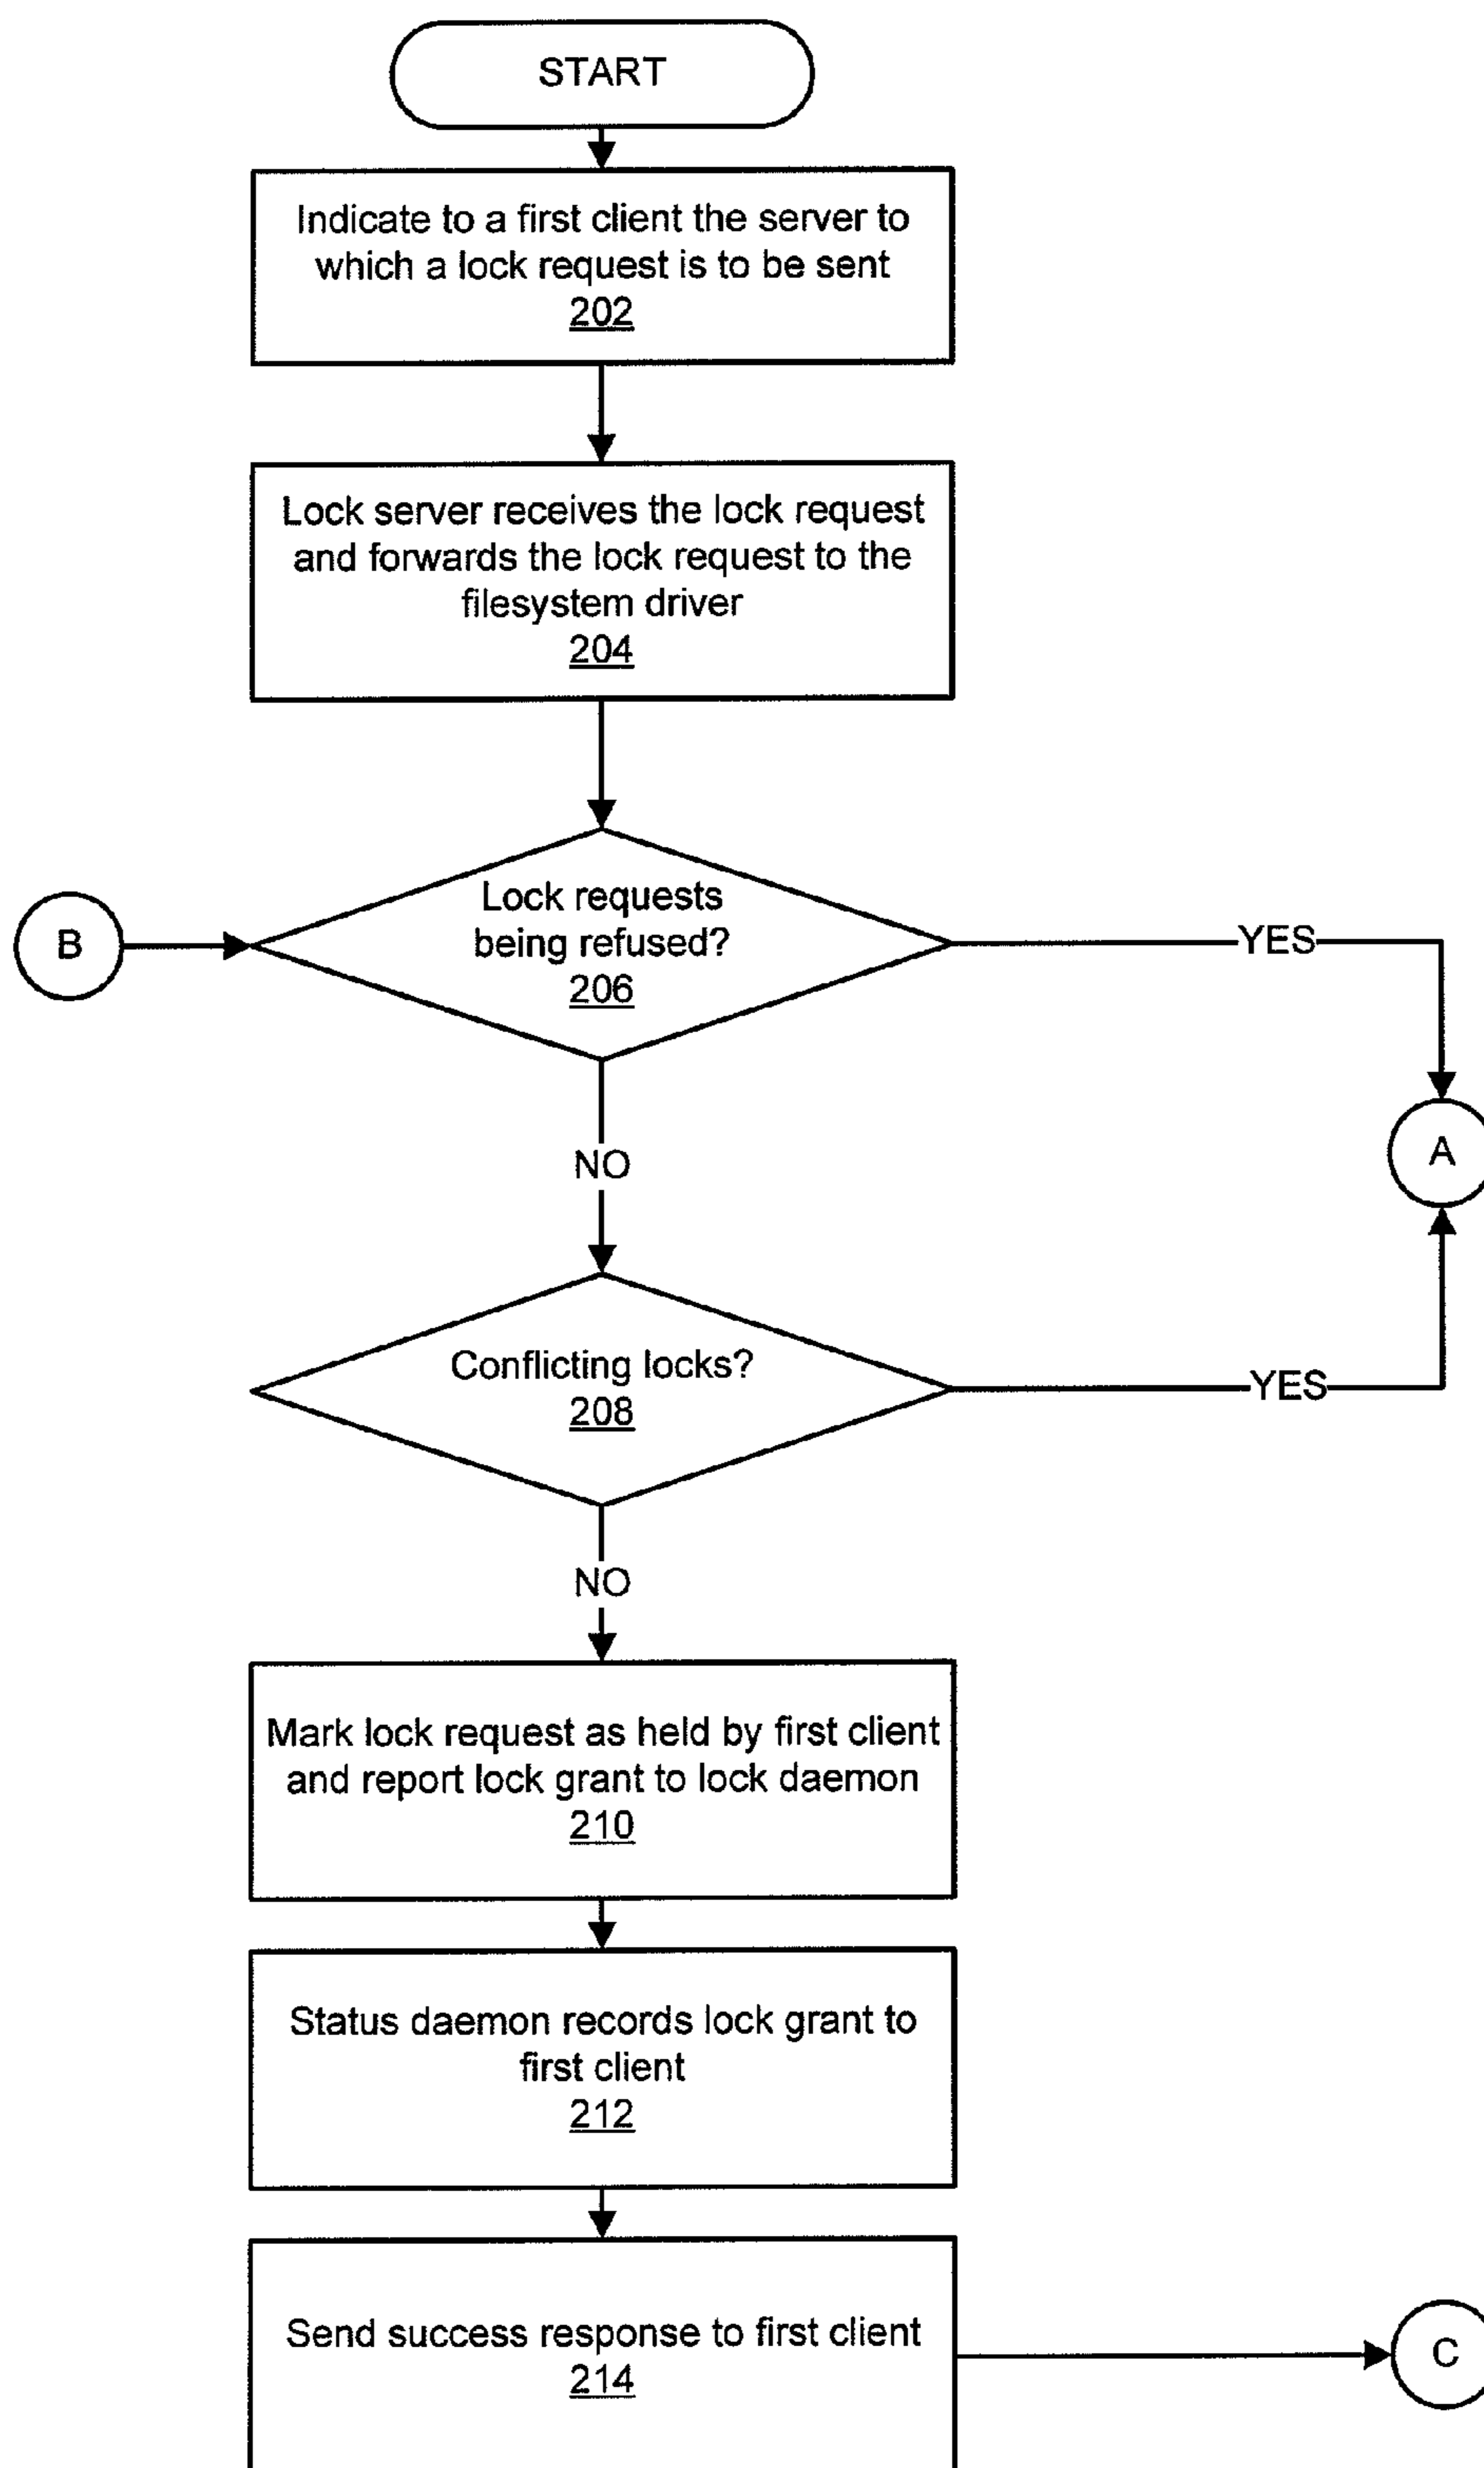 START
Indicate to a first client the server to
which a lock request is to be sent
202
Lock server receives the lock request
and forwards the lock request to the
filesystem driver
204
Lock requests
being refused?
206
B
YES
A
NO
Conflicting locks?
208
YES
NO
Mark lock request as held by first client
and report lock grant to lock daemon
210
Status daemon records lock grant to
first client
212
Send success response to first client
214
C